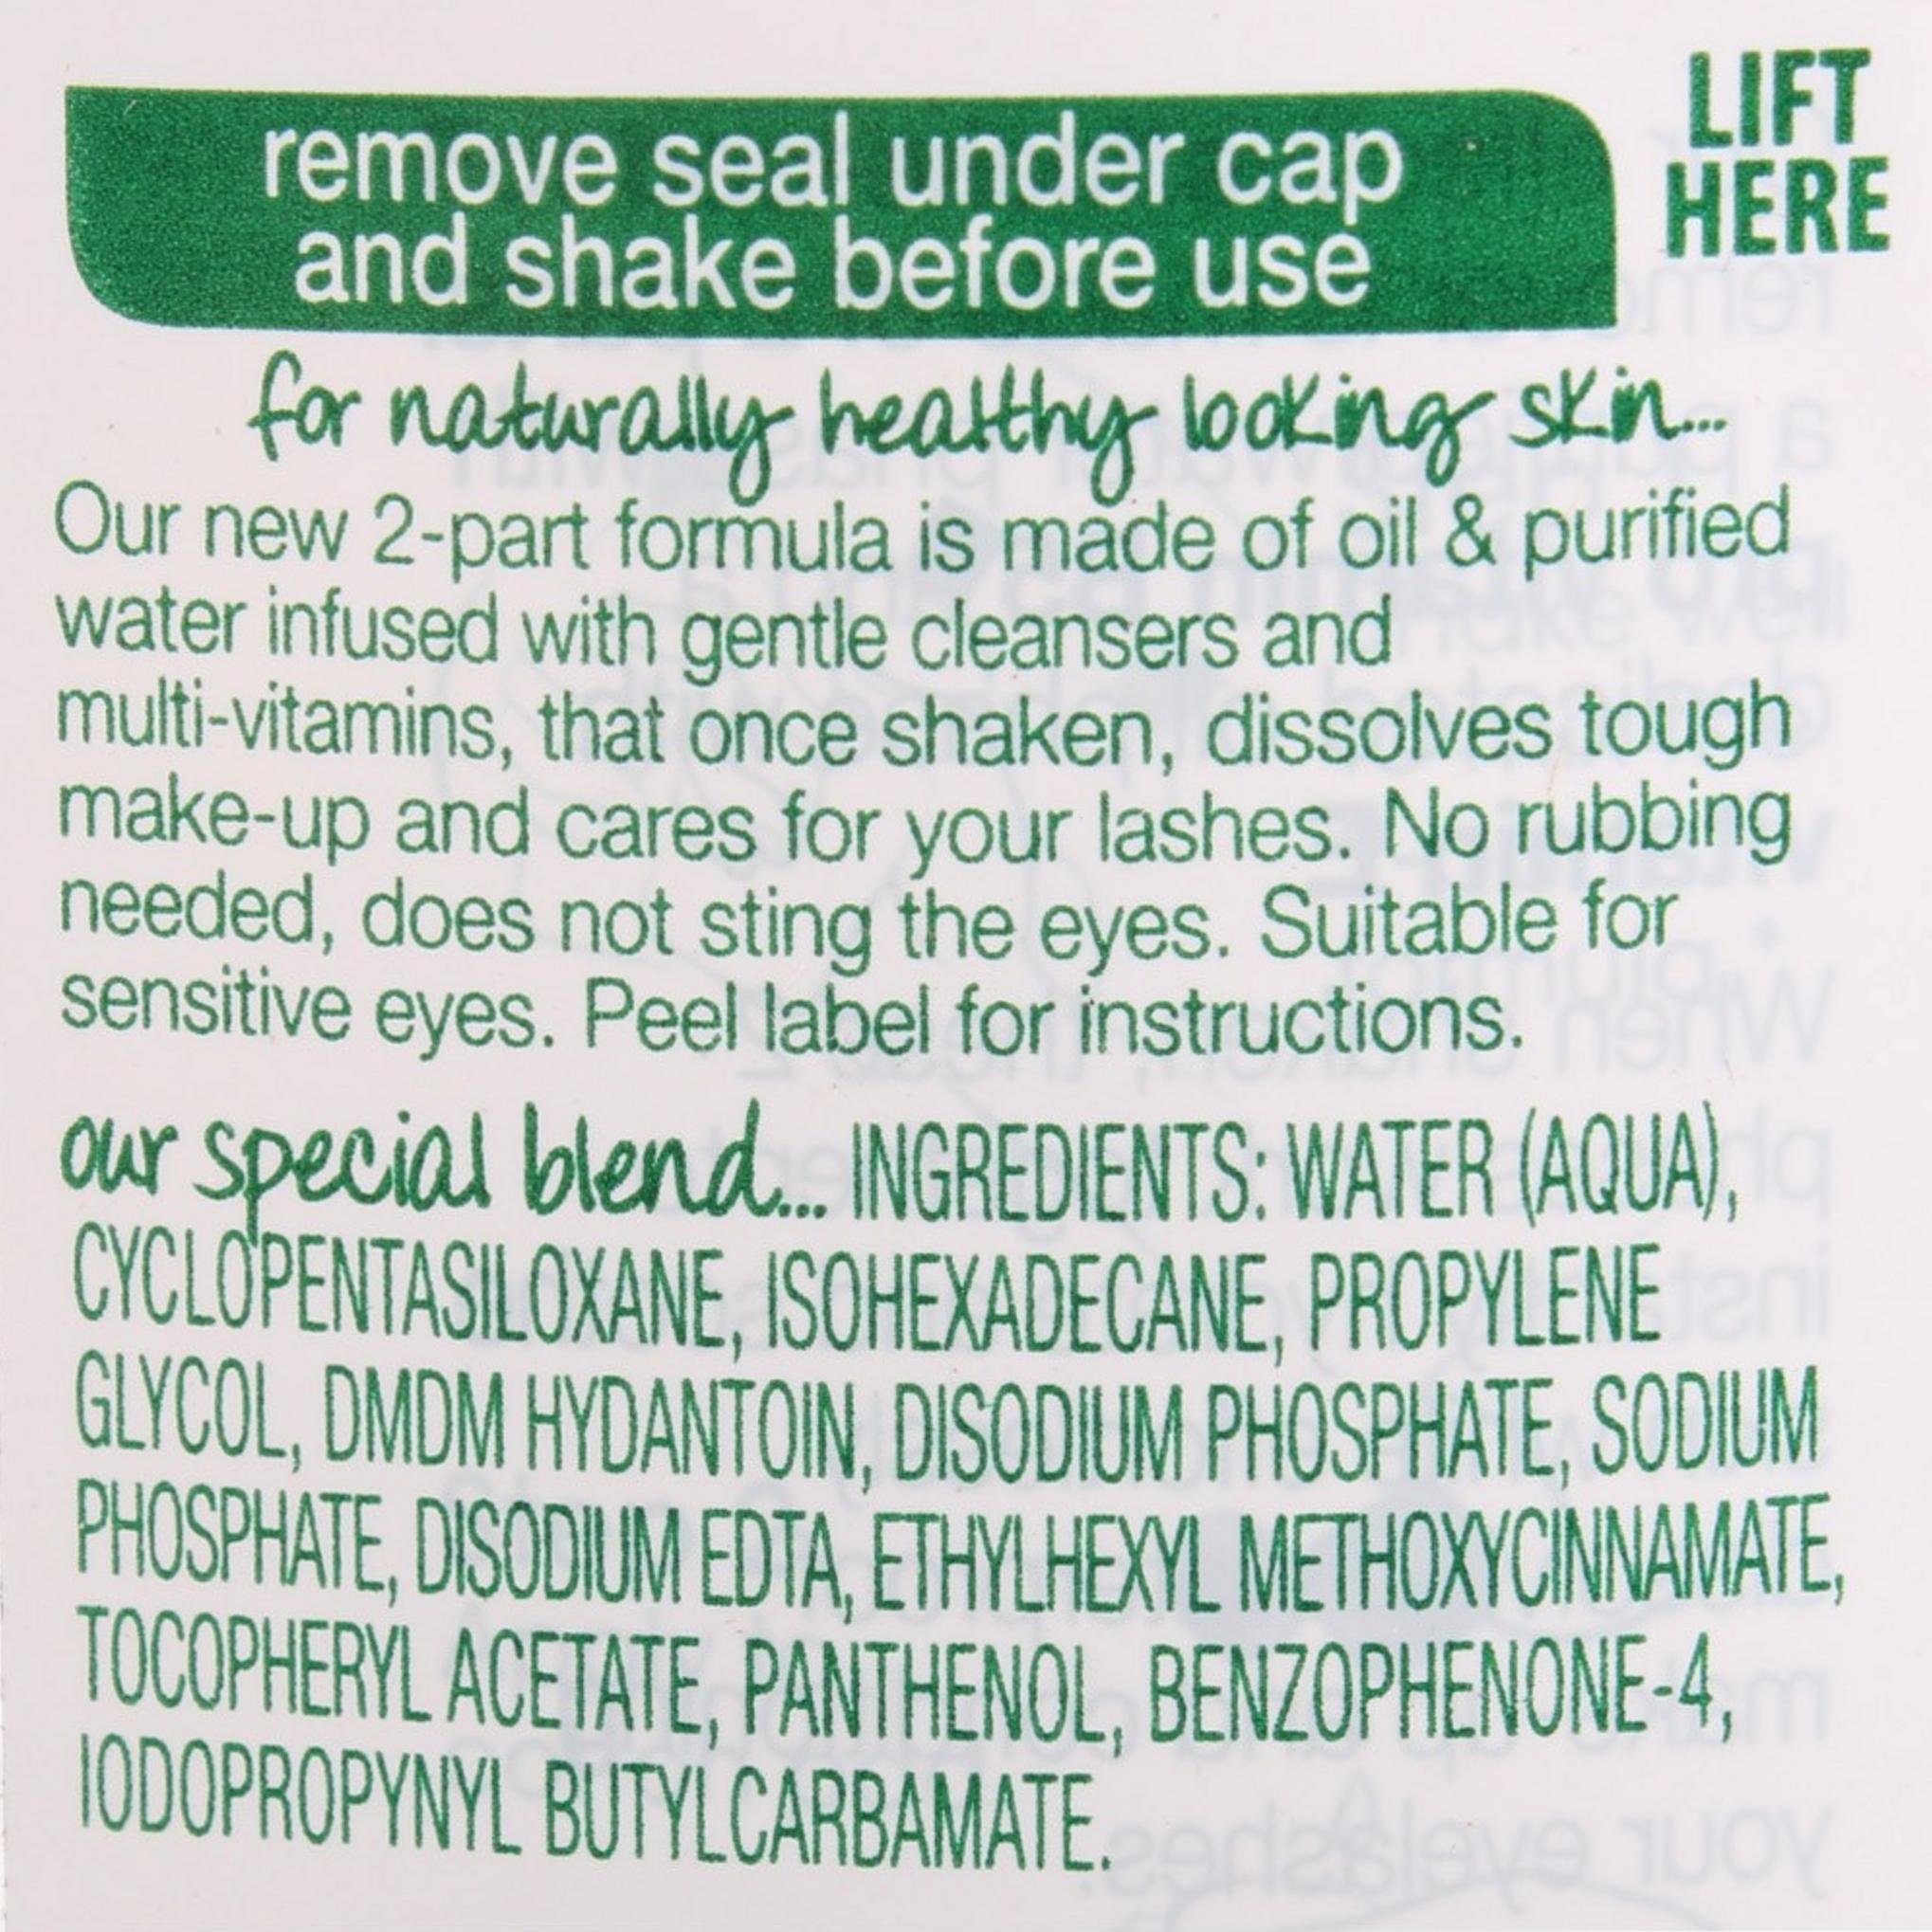 LIFT
HERE
remove seal under cap
and shake before use
for naturally healthy looking skin...
Our new 2-part formula is made of oil & purified
water infused with gentle cleansers and
multi-vitamins, that once shaken, dissolves tough
make-up and cares for your lashes. No rubbing
needed, does not sting the eyes. Suitable for
sensitive eyes. Peel label for instructions.
our special blend... INGREDIENTS: WATER (AQUA),
CYCLOPENTASILOXANE, ISOHEXADECANE, PROPYLENE
GLYCOL, DMDM HYDANTOIN, DISODIUM PHOSPHATE, SODIUM
PHOSPHATE, DISODIUM EDTA, ETHYLHEXYL METHOXYCINNAMATE,
TOCOPHERYL ACETATE, PANTHENOL, BENZOPHENONE-4,
IODOPROPYNYL BUTYLCARBAMATE.